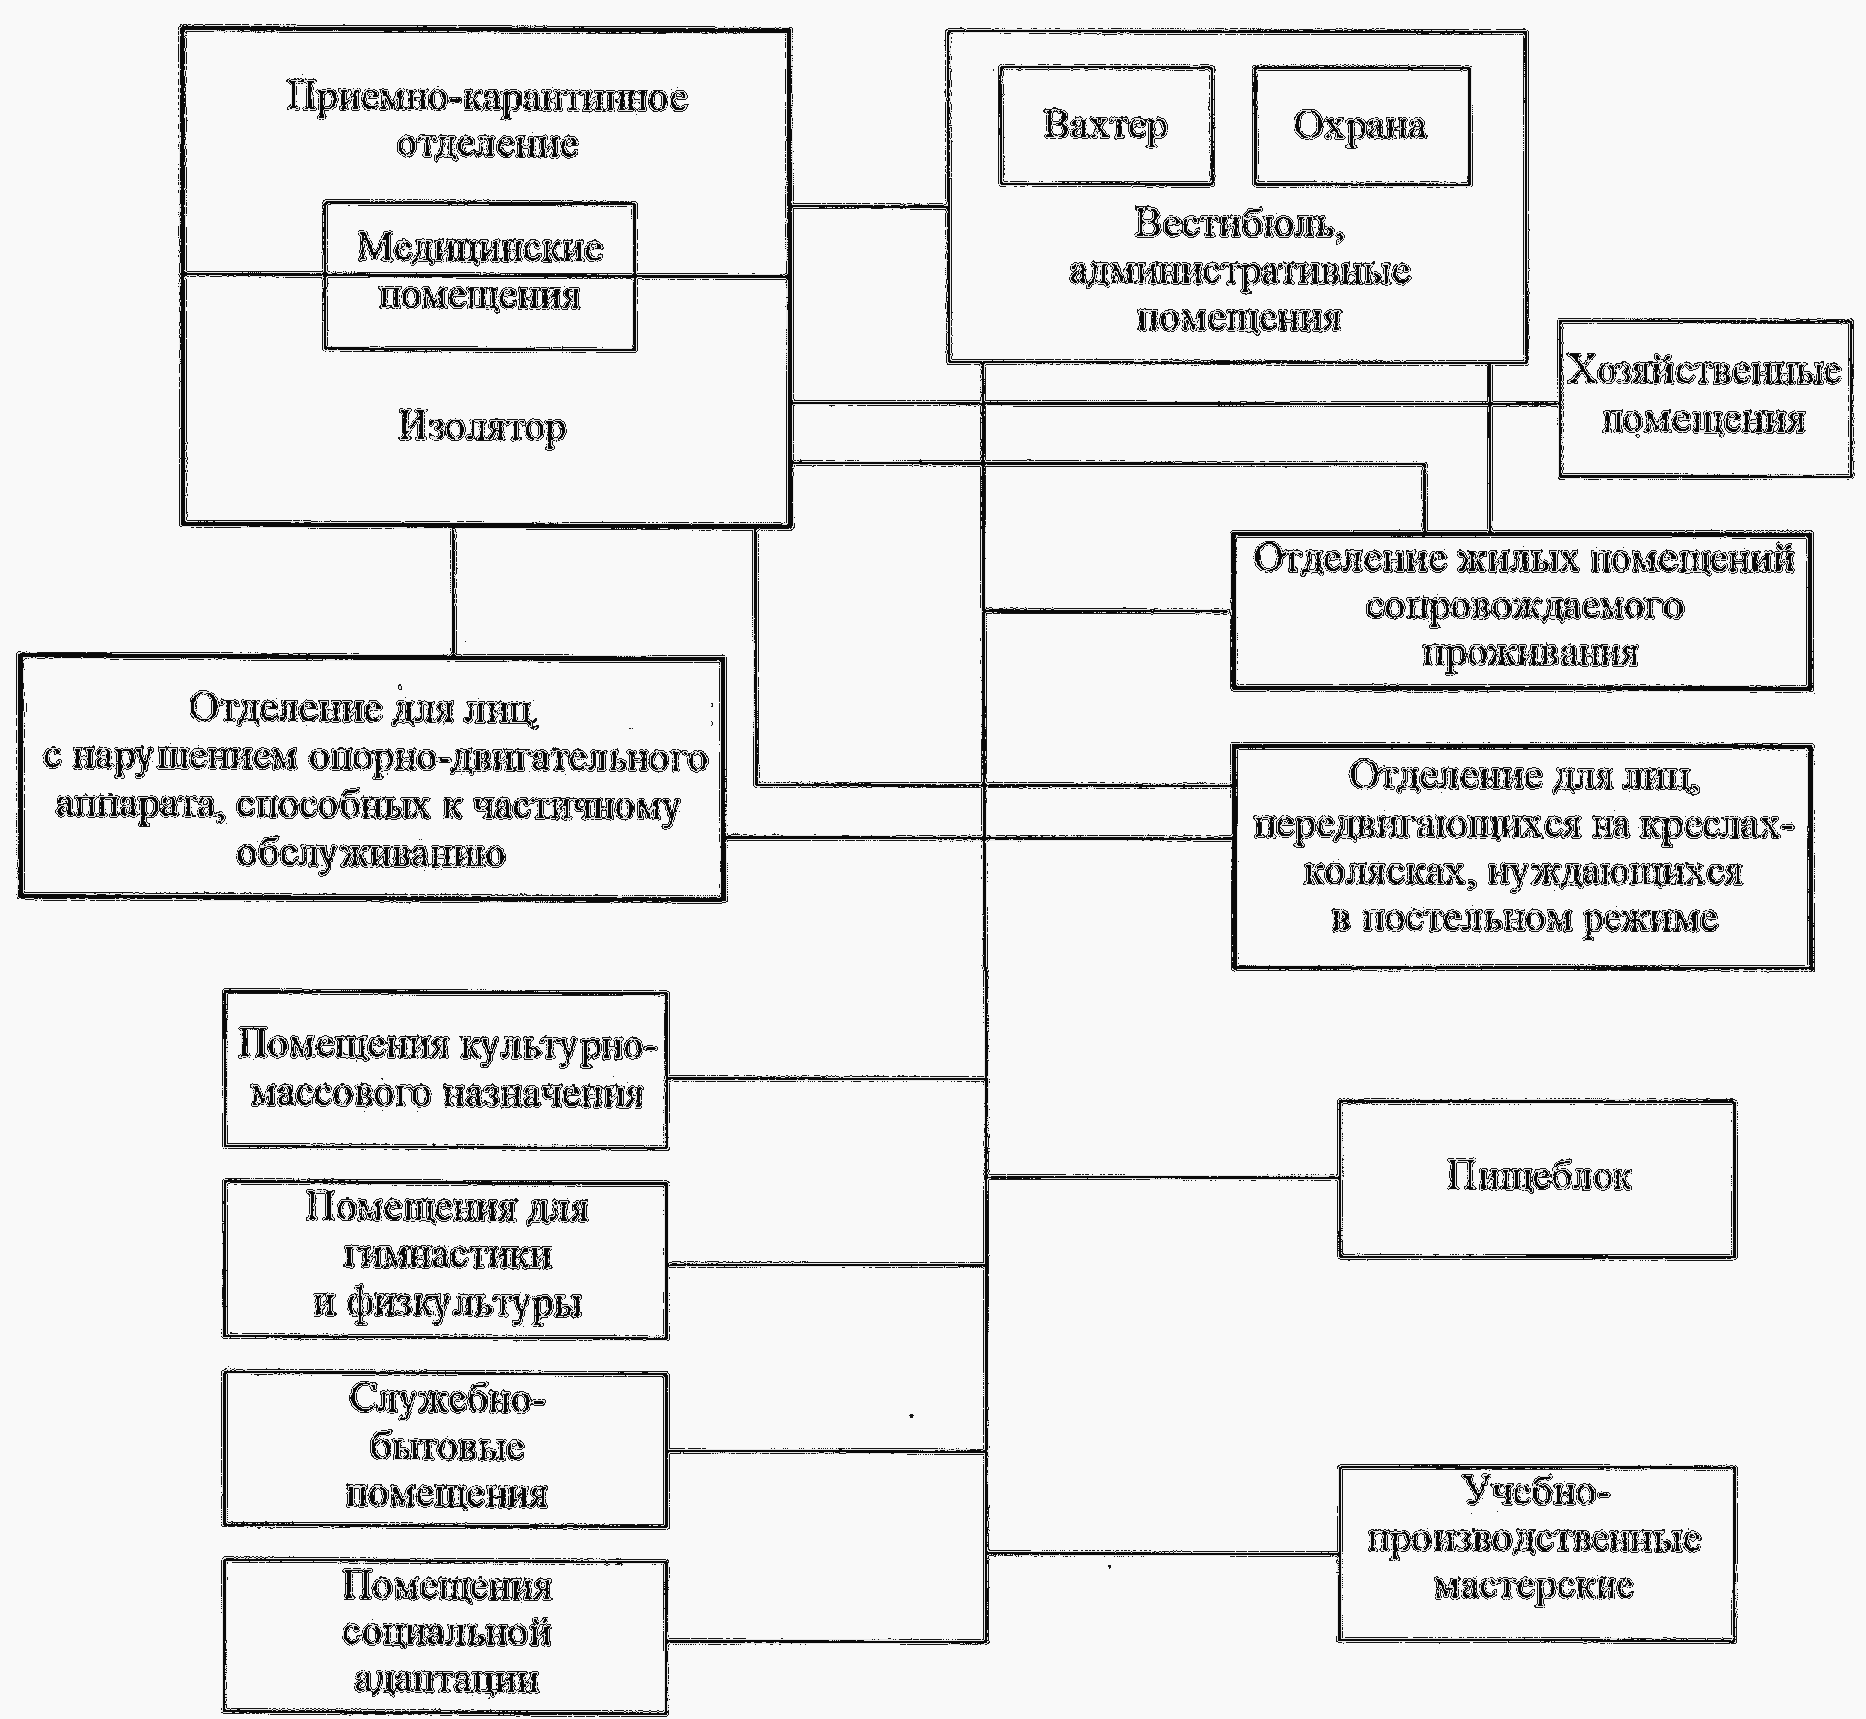 Приемно-карантинное
отделение
Медицинские
помещения
Изолятор
Вахтер
Охрана
Вестибюль,
административные
помещения
Хозяйственные
помещения
Отделение жилых помещений
сопровождаемого
проживания
Отделение для лиц,
с нарушением опорно-двигательного
аппарата, способных к частичному
обслуживанию
Отделение для лиц,
передвигающихся на креслах-
колясках, нуждающихся
в постельном режиме
Помещения культурно-
массового назначения
Помещения для
гимнастики
и физкультуры
Служебно-
бытовые
помещения
Помещения
социальной
адаптации
Пищеблок
Учебно-
производственные
мастерские